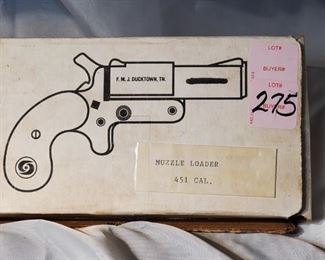 F. M. J. DUCKTOWN, TN.
LOT#
BUYER#
LOT#
275
BUYER#
MUZZLE LOADER
451 CAL.